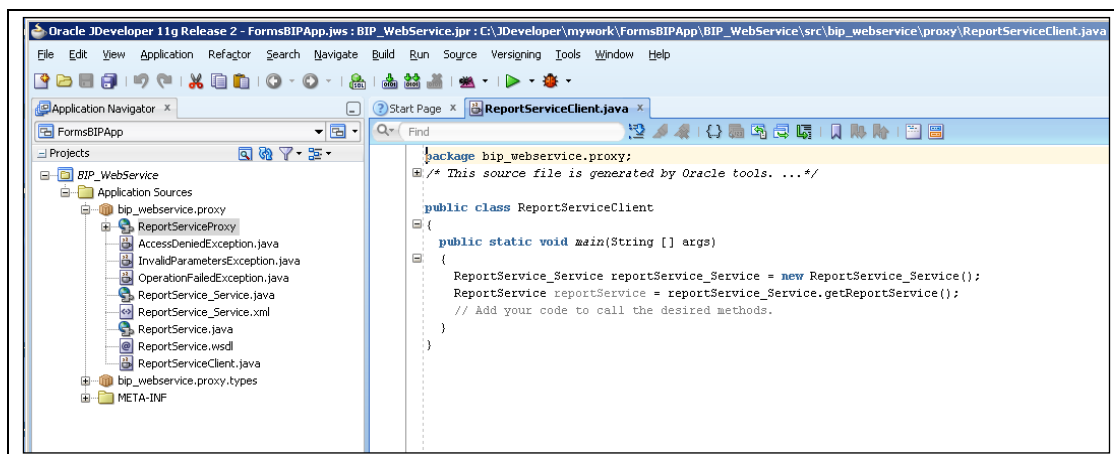 Oracle JDeveloper 11g Release 2 - FormsBIPApp.jws : BIP_WebService.jpr : C:\JDeveloper\mywork\FormsBIPApp\BIP_WebService\src\bip_webservice\proxy\ReportServiceClient.java
File Edit View Application Refactor Search Navigate Build Run Source Versioning Tools Window Help
Application Navigator
Start Page
ReportServiceClient.java
FormsBIPApp
Find
Projects
BIP_WebService
Application Sources
bip_webservice.proxy
ReportServiceProxy
AccessDeniedException.java
InvalidParametersException.java
OperationFailedException.java
ReportService_Service.java
ReportService_Service.xml
ReportService.java
ReportService.wsdl
ReportServiceClient.java
bip_webservice.proxy.types
META-INF
package bip_webservice.proxy;
/* This source file is generated by Oracle tools. ...*/
public class ReportServiceClient
{
public static void main(String [] args)
{
ReportService_Service reportService_Service = new ReportService_Service();
ReportService reportService = reportService_Service.getReportService();
// Add your code to call the desired methods.
}
}